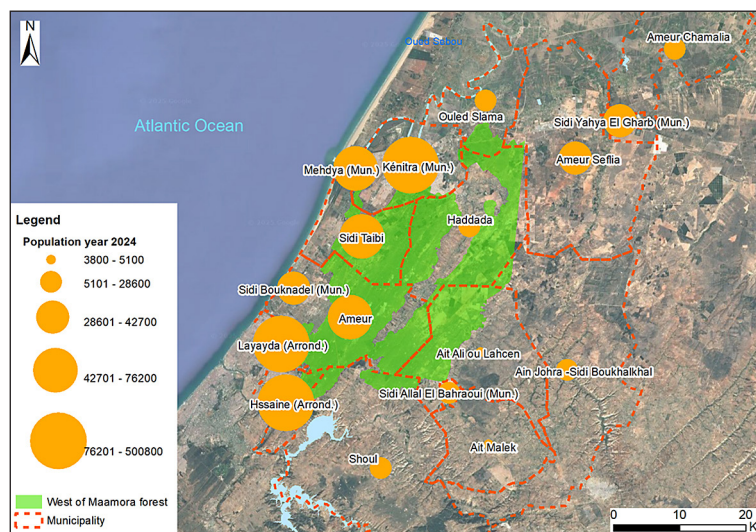 N
Oued Sebou
Ameur Chamalia
Atlantic Ocean
Ouled Slama
Sidi Yahya El Gharb (Mun.)
Ameur Seflia
Mehdya (Mun.)
Kénitra (Mun.)
Haddada
Sidi Taibi
Sidi Bouknadel (Mun.)
Ameur
Layayda (Arrond.)
Ait Ali ou Lahcen
Ain Johra -Sidi Boukhalkhal
Sidi Allal El Bahraoui (Mun.)
Hssaine (Arrond.)
Ait Malek
Shoul
Legend
Population year 2024
3800 - 5100
5101 - 28600
28601 - 42700
42701 - 76200
76201 - 500800
West of Maamora forest
Municipality
0 10 20
K